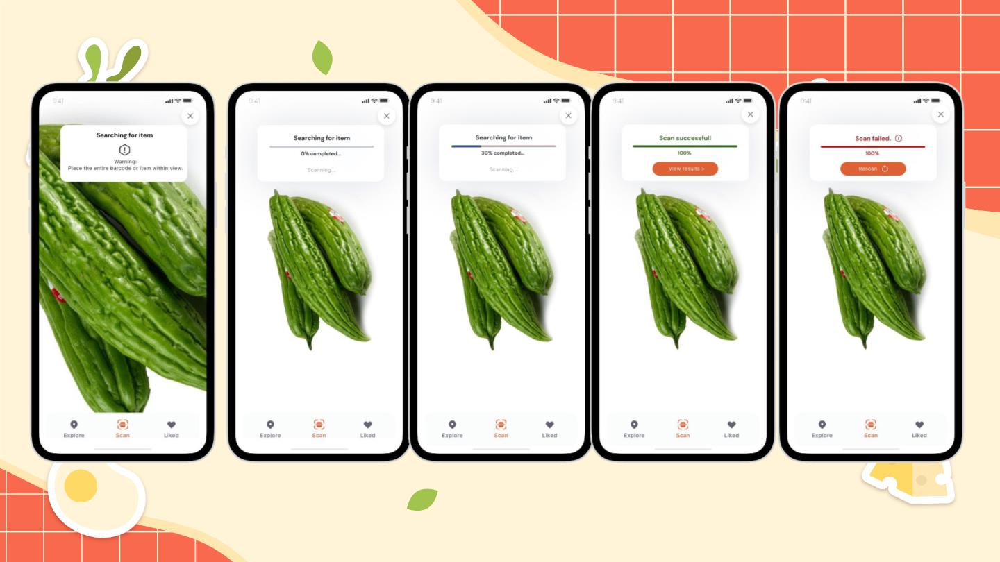 9:41
Searching for item
Warning:
Place the entire barcode or item within view.
Explore
Scan
Liked
9:41
Searching for item
0% completed...
Scanning...
Explore
Scan
Liked
9:41
Searching for item
30% completed...
Scanning...
Explore
Scan
Liked
9:41
Scan successful!
100%
View results >
Explore
Scan
Liked
9:41
Scan failed.
100%
Rescan
Explore
Scan
Liked